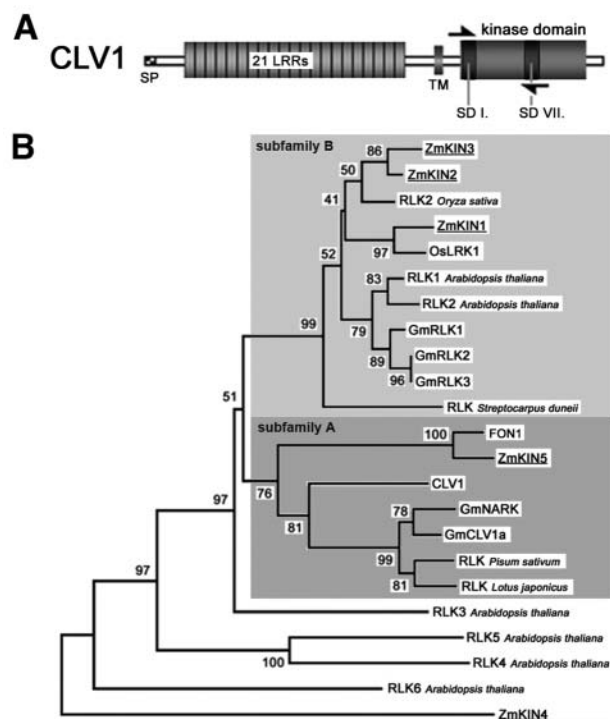 A
CLV1
SP
21 LRRs
TM
kinase domain
SD I.
SD VII.
B
subfamily B
86
ZmKIN3
50
ZmKIN2
41
RLK2 Oryza sativa
ZmKIN1
52
97
OsLRK1
83
RLK1 Arabidopsis thaliana
RLK2 Arabidopsis thaliana
99
79
GmRLK1
89
GmRLK2
96
GmRLK3
51
RLK Streptocarpus duneii
subfamily A
100
FON1
ZmKIN5
97
76
CLV1
81
78
GmNARK
GmCLV1a
99
RLK Pisum sativum
97
81
RLK Lotus japonicus
RLK3 Arabidopsis thaliana
RLK5 Arabidopsis thaliana
100
RLK4 Arabidopsis thaliana
RLK6 Arabidopsis thaliana
ZmKIN4